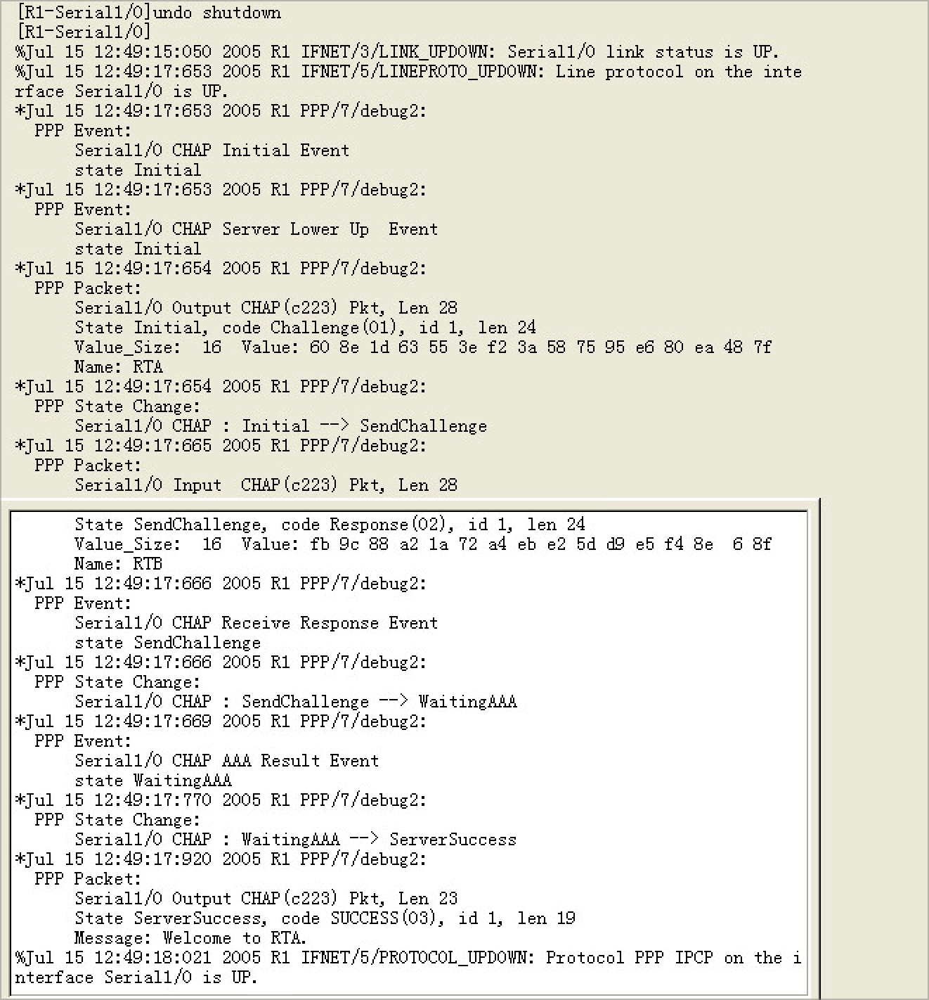 [R1-Serial1/0]undo shutdown
[R1-Serial1/0]
%Jul 15 12:49:15:050 2005 R1 IFNET/3/LINK_UPDOWN: Serial1/0 link status is UP.
%Jul 15 12:49:17:653 2005 R1 IFNET/5/LINEPROTO_UPDOWN: Line protocol on the inte
rface Serial1/0 is UP.
*Jul 15 12:49:17:653 2005 R1 PPP/7/debug2:
  PPP Event:
      Serial1/0 CHAP Initial Event
      state Initial
*Jul 15 12:49:17:653 2005 R1 PPP/7/debug2:
  PPP Event:
      Serial1/0 CHAP Server Lower Up  Event
      state Initial
*Jul 15 12:49:17:654 2005 R1 PPP/7/debug2:
  PPP Packet:
      Serial1/0 Output CHAP(c223) Pkt, Len 28
      State Initial, code Challenge(01), id 1, len 24
      Value_Size:  16  Value: 60 8e 1d 63 55 3e f2 3a 58 75 95 e6 80 ea 48 7f
      Name: RTA
*Jul 15 12:49:17:654 2005 R1 PPP/7/debug2:
  PPP State Change:
      Serial1/0 CHAP : Initial --> SendChallenge
*Jul 15 12:49:17:665 2005 R1 PPP/7/debug2:
  PPP Packet:
      Serial1/0 Input  CHAP(c223) Pkt, Len 28
      State SendChallenge, code Response(02), id 1, len 24
      Value_Size:  16  Value: fb 9c 88 a2 1a 72 a4 eb e2 5d d9 e5 f4 8e  6 8f
      Name: RTB
*Jul 15 12:49:17:666 2005 R1 PPP/7/debug2:
  PPP Event:
      Serial1/0 CHAP Receive Response Event
      state SendChallenge
*Jul 15 12:49:17:666 2005 R1 PPP/7/debug2:
  PPP State Change:
      Serial1/0 CHAP : SendChallenge --> WaitingAAA
*Jul 15 12:49:17:669 2005 R1 PPP/7/debug2:
  PPP Event:
      Serial1/0 CHAP AAA Result Event
      state WaitingAAA
*Jul 15 12:49:17:770 2005 R1 PPP/7/debug2:
  PPP State Change:
      Serial1/0 CHAP : WaitingAAA --> ServerSuccess
*Jul 15 12:49:17:920 2005 R1 PPP/7/debug2:
  PPP Packet:
      Serial1/0 Output CHAP(c223) Pkt, Len 23
      State ServerSuccess, code SUCCESS(03), id 1, len 19
      Message: Welcome to RTA.
%Jul 15 12:49:18:021 2005 R1 IFNET/5/PROTOCOL_UPDOWN: Protocol PPP IPCP on the i
nterface Serial1/0 is UP.